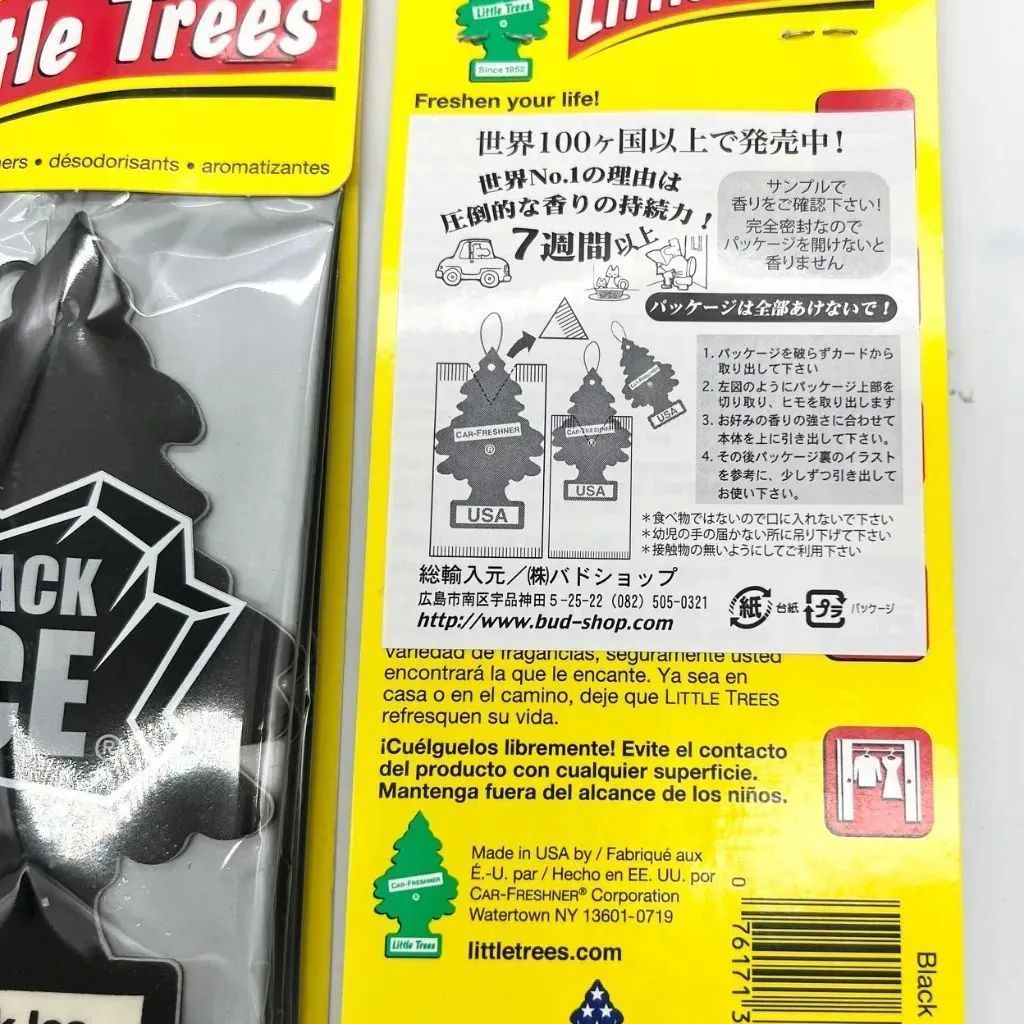 tle Trees
ners • désodorisants • aromatizantes
ACK
CE®
Little Trees
Since 1952
Freshen your life!
世界100ヶ国以上で発売中!
世界No.1の理由は
圧倒的な香りの持続力!
7週間以上
サンプルで
香りをご確認下さい!
完全密封なので
パッケージを開けないと
香りません
パッケージは全部あけないで!
1. パッケージを破らずカードから
取り出して下さい
2. 左図のようにパッケージ上部を
切り取り、ヒモを取り出します
3. お好みの香りの強さに合わせて
本体を上に引き出して下さい。
4. その後パッケージ裏のイラスト
を参考に、少しずつ引き出して
お使い下さい。
CAR-FRESHNER
®
USA
CAR-FRESHNER
USA
USA
*食べ物ではないので口に入れないで下さい
*幼児の手の届かない所に吊り下げて下さい
*接触物の無いようにしてご利用下さい
総輸入元/㈱バドショップ
広島市南区宇品神田5-25-22 (082) 505-0321
http://www.bud-shop.com
紙 台紙 プラ パッケージ
variedad de fragancias, seguramente usted
encontrará la que le encante. Ya sea en
casa o en el camino, deje que LITTLE TREES
refresquen su vida.
¡Cuélguelos libremente! Evite el contacto
del producto con cualquier superficie.
Mantenga fuera del alcance de los niños.
CAR-FRESHNER
®
Little Trees
Made in USA by / Fabriqué aux
É.-U. par / Hecho en EE. UU. por
CAR-FRESHNER® Corporation
Watertown NY 13601-0719
littletrees.com
0 76171 3
Black